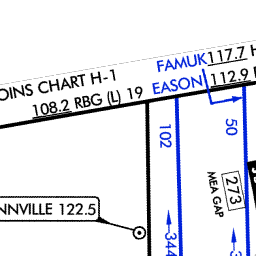 OINS CHART H-1
108.2 RBG (L) 19
FAMUK 117.7 H
EASON 112.9
102
50
273
MEA GAP
NNVILLE 122.5
344
344